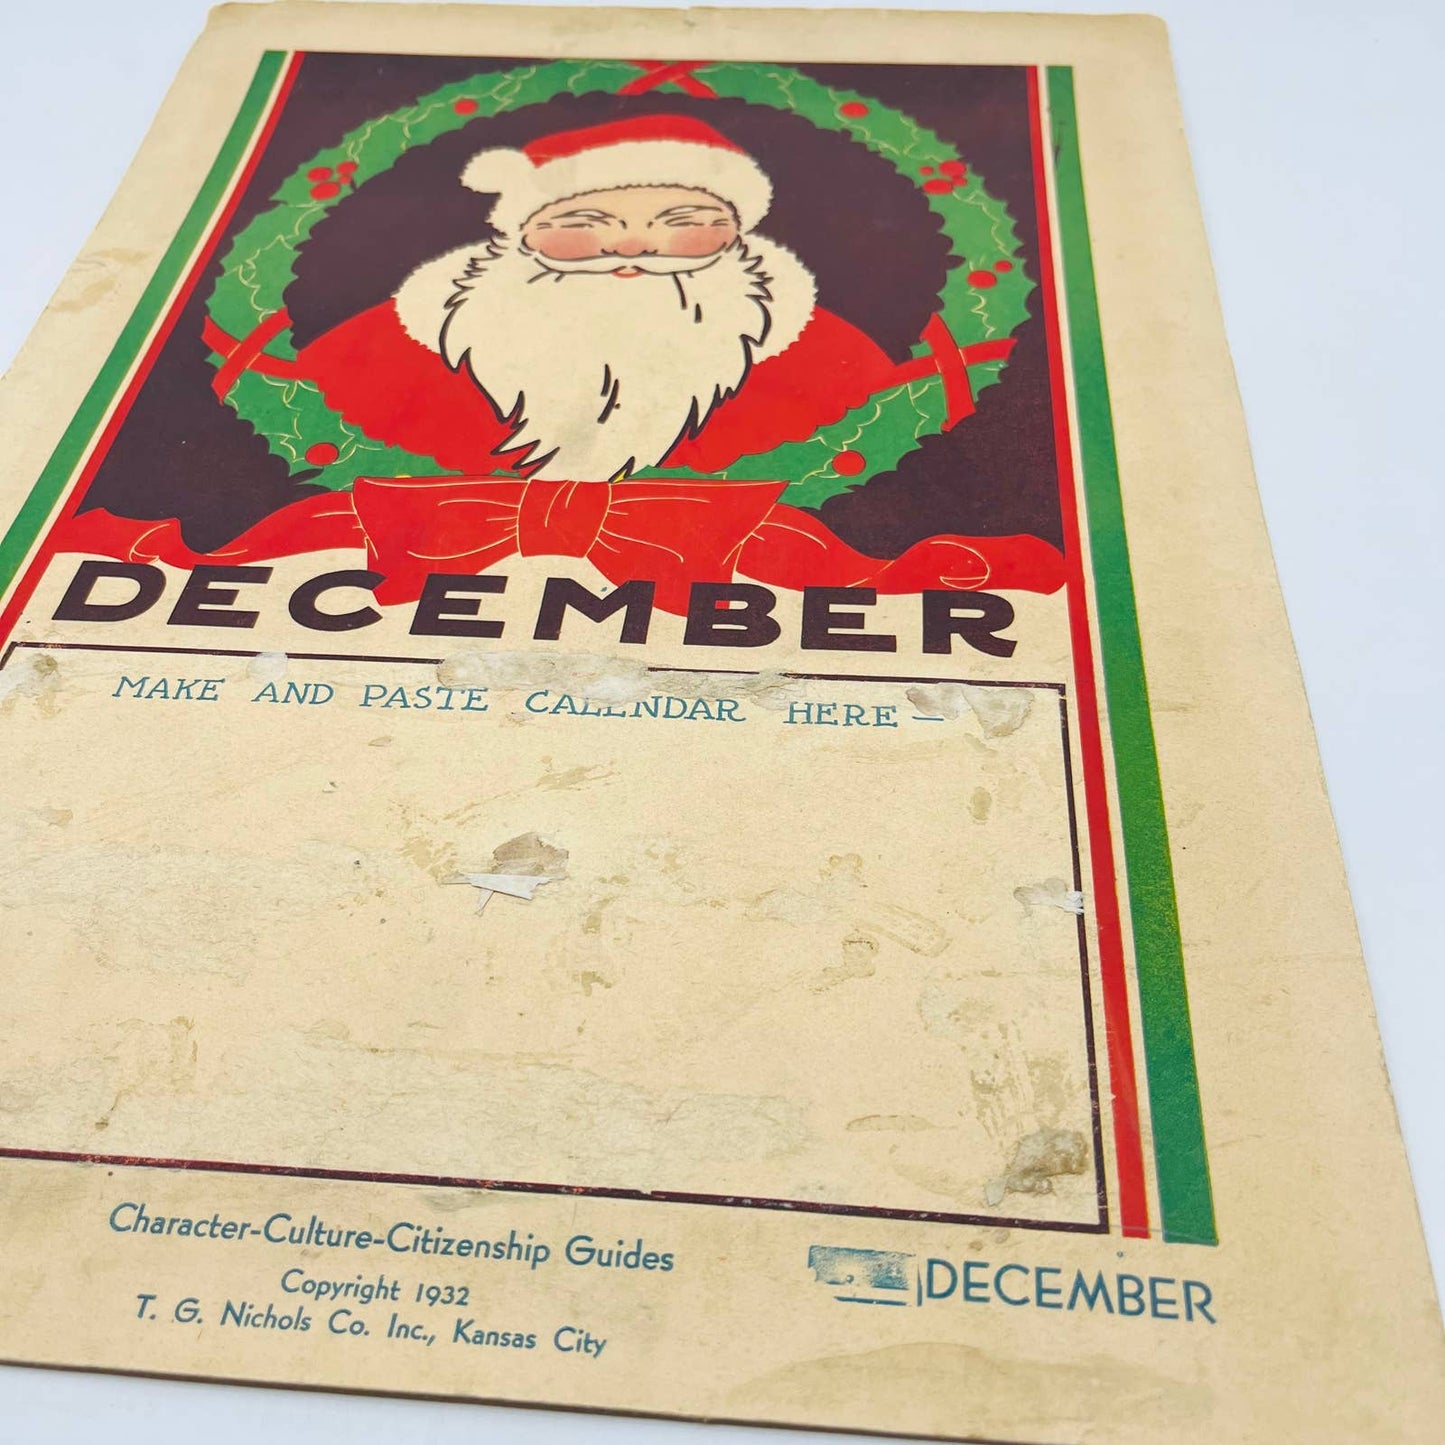 DECEMBER
MAKE AND PASTE CALENDAR HERE—
Character-Culture-Citizenship Guides
Copyright 1932
T. G. Nichols Co. Inc., Kansas City
DECEMBER